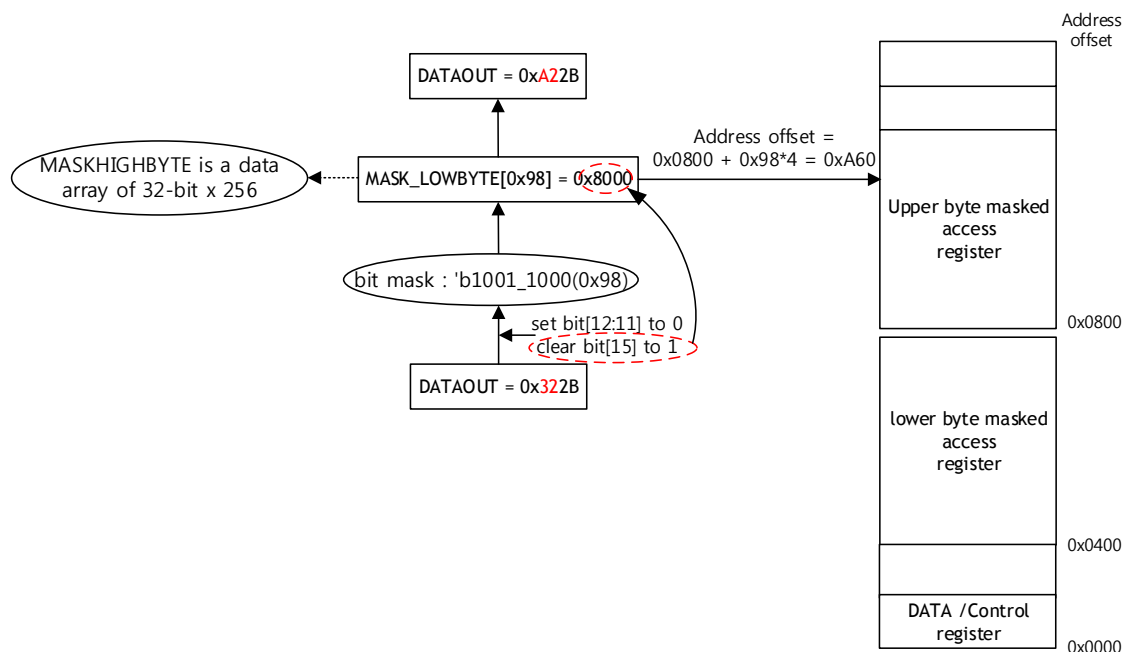 Address
offset
DATAOUT = 0xA22B
MASKHIGHBYTE is a data
array of 32-bit x 256
MASK_LOWBYTE[0x98] = 0x8000
Address offset =
0x0800 + 0x98*4 = 0xA60
Upper byte masked
access
register
bit mask : 'b1001_1000(0x98)
set bit[12:11] to 0
clear bit[15] to 1
0x0800
DATAOUT = 0x322B
lower byte masked
access
register
0x0400
DATA /Control
register
0x0000